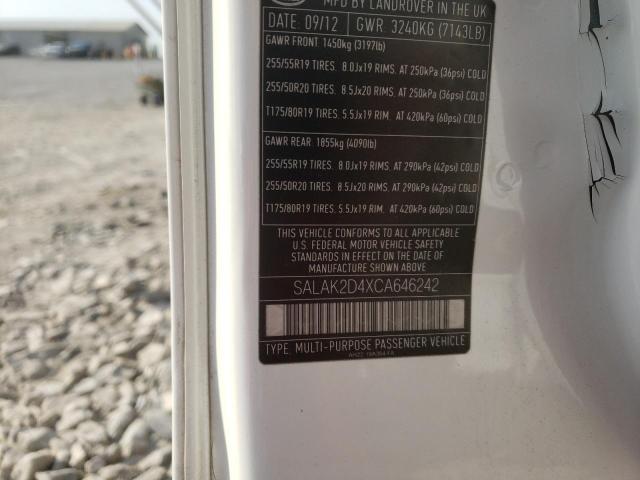 MFD BY LANDROVER IN THE UK
DATE: 09/12 GWR: 3240KG (7143LB)
GAWR FRONT: 1450kg (3197lb)
255/55R19 TIRES. 8.0Jx19 RIMS. AT 250kPa (36psi) COLD
255/50R20 TIRES. 8.5Jx20 RIMS. AT 250kPa (36psi) COLD
T175/80R19 TIRES. 5.5Jx19 RIM. AT 420kPa (60psi) COLD
GAWR REAR: 1855kg (4090lb)
255/55R19 TIRES. 8.0Jx19 RIMS. AT 290kPa (42psi) COLD
255/50R20 TIRES. 8.5Jx20 RIMS. AT 290kPa (42psi) COLD
T175/80R19 TIRES. 5.5Jx19 RIM. AT 420kPa (60psi) COLD
THIS VEHICLE CONFORMS TO ALL APPLICABLE
U.S. FEDERAL MOTOR VEHICLE SAFETY
STANDARDS IN EFFECT ON THE DATE OF
MANUFACTURE SHOWN ABOVE.
SALAK2D4XCA646242
TYPE: MULTI-PURPOSE PASSENGER VEHICLE